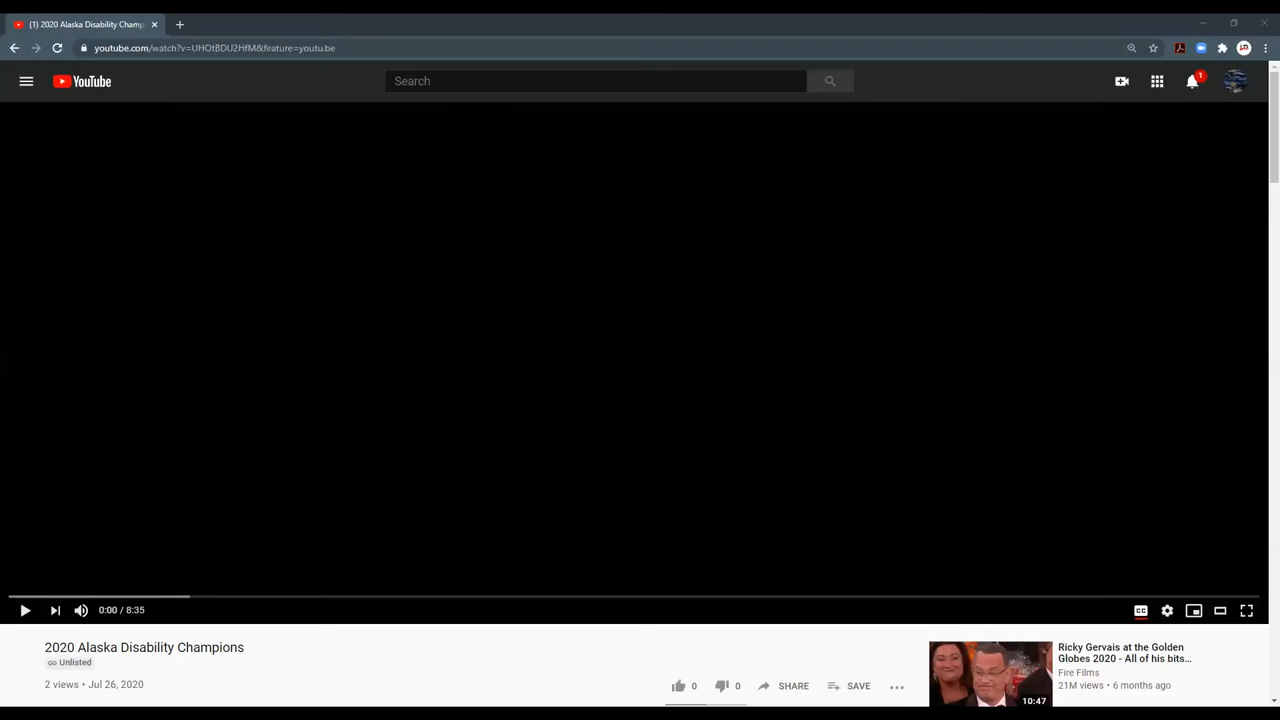 (1) 2020 Alaska Disability Champ
youtube.com/watch?v=UHOtBDU2HfM&feature=youtu.be
YouTube
Search
1
0:00 / 8:35
CC
2020 Alaska Disability Champions
Unlisted
2 views • Jul 26, 2020
0
0
SHARE
SAVE
Ricky Gervais at the Golden
Globes 2020 - All of his bits...
Fire Films
21M views • 6 months ago
10:47